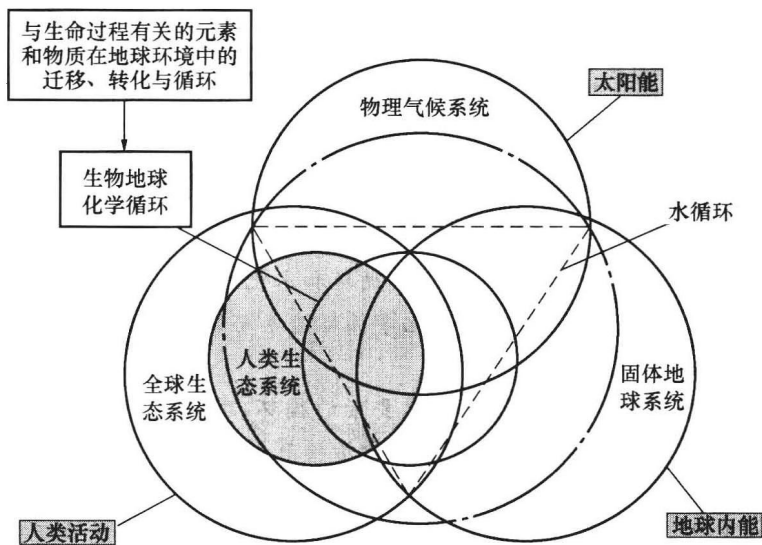 与生命过程有关的元素
和物质在地球环境中的
迁移、转化与循环
太阳能
物理气候系统
生物地球
化学循环
水循环
人类生
态系统
全球生
态系统
固体地
球系统
人类活动
地球内能